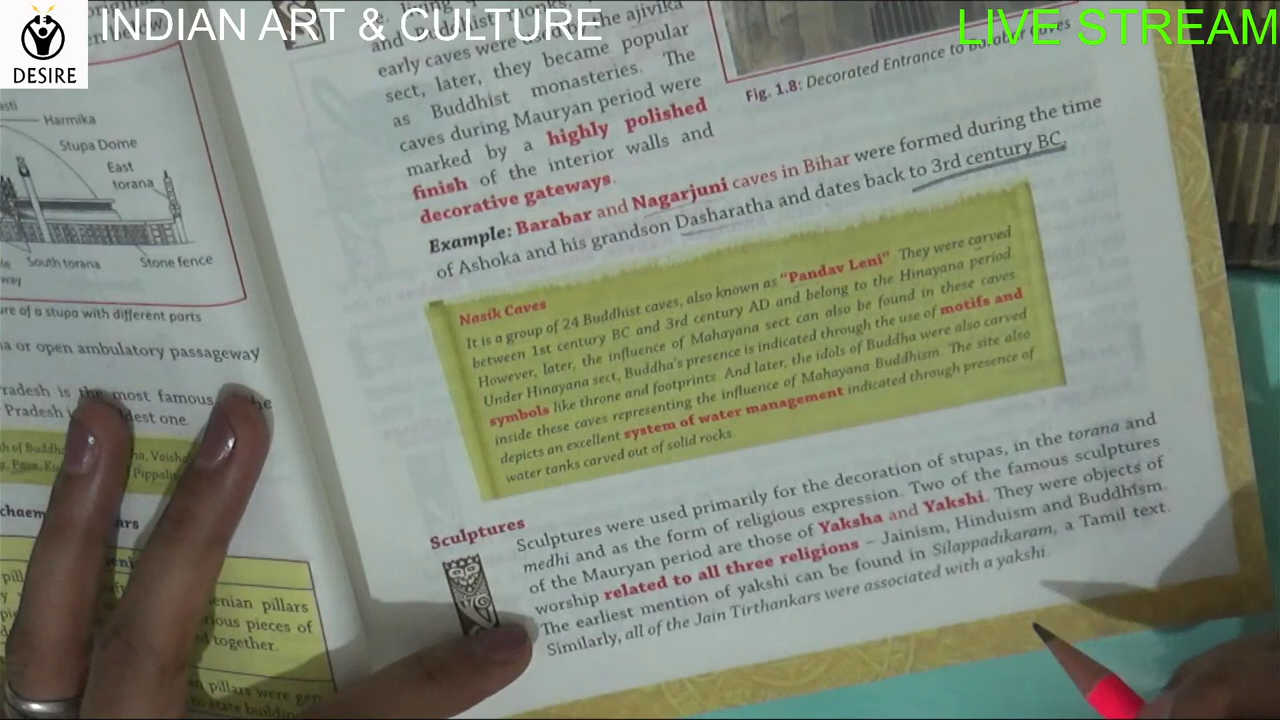 INDIAN ART & CULTURE
LIVE STREAM
DESIRE
Harmika
Stupa Dome
East
torana
South torana
Stone fence
way
re of a stupa with different parts
a or open ambulatory passageway
radesh is the most famous
Pradesh
dest one
early caves were
the ajivika
sect, later, they became popular
as Buddhist monasteries. The
caves during Mauryan period were
marked by a highly polished
finish of the interior walls and
decorative gateways.
Fig. 1.8: Decorated Entrance to
Example: Barabar and Nagarjuni caves in Bihar were formed during the time
of Ashoka and his grandson Dasharatha and dates back to 3rd century BC.
Nasik Caves
It is a group of 24 Buddhist caves, also known as "Pandav Leni" They were carved
between 1st century BC and 3rd century AD and belong to the Hinayana period
However, later, the influence of Mahayana sect can also be found in these caves
Under Hinayana sect, Buddha's presence is indicated through the use of motifs and
symbols like throne and footprints. And later, the idols of Buddha were also carved
inside these caves representing the influence of Mahayana Buddhism. The site also
depicts an excellent system of water management indicated through presence of
water tanks carved out of solid rocks.
Sculptures
Sculptures were used primarily for the decoration of stupas, in the torana and
medhi and as the form of religious expression. Two of the famous sculptures
of the Mauryan period are those of Yaksha and Yakshi. They were objects of
worship related to all three religions – Jainism, Hinduism and Buddhism.
The earliest mention of yakshi can be found in Silappadikaram, a Tamil text.
Similarly, all of the Jain Tirthankars were associated with a yakshi.
enian pillars
ious pieces of
together.
pillars were
to state